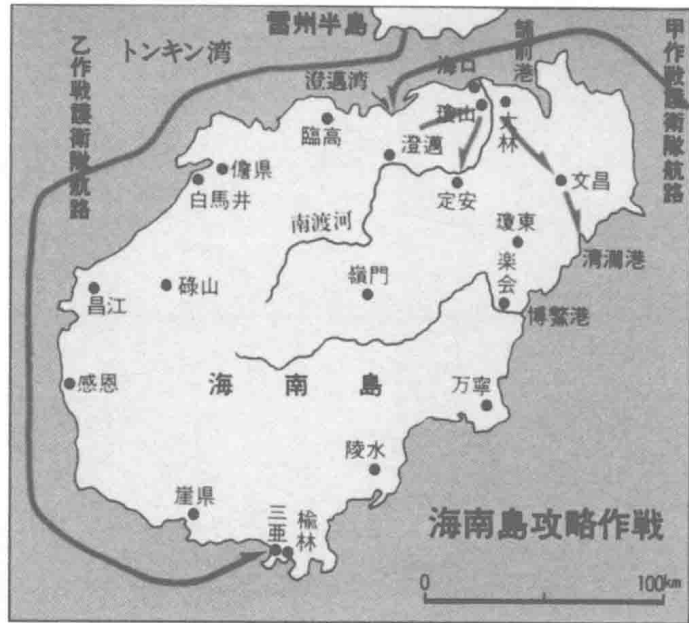 雷州半島
トンキン湾
乙作戦護衛隊航路
甲作戦護衛隊航路
澄邁湾
海口
舗前港
瓊山
大林
臨高
澄邁
儋県
白馬井
定安
文昌
南渡河
瓊東
清瀾港
楽会
嶺門
博鰲港
昌江
碌山
感恩
海南島
万寧
陵水
崖県
三亜
楡林
海南島攻略作戦
0
100km